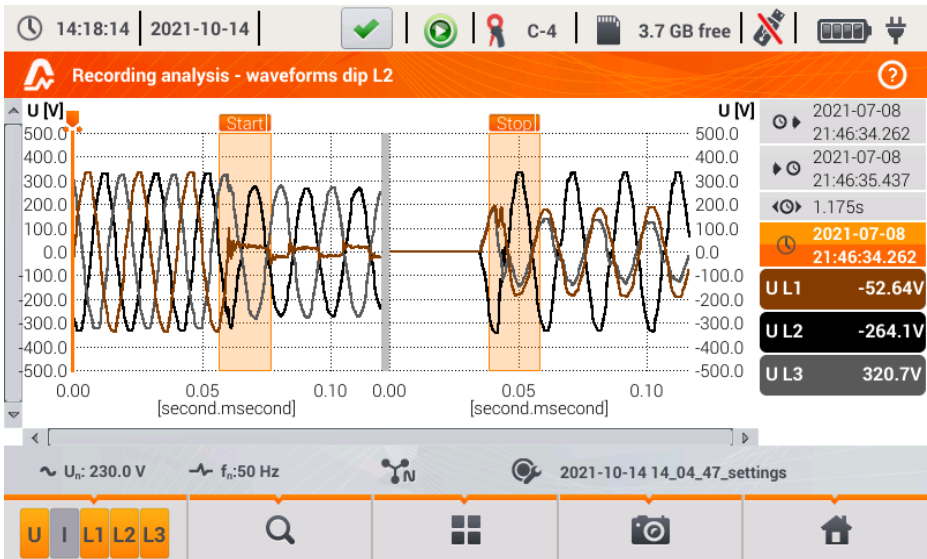 14:18:14 2021-10-14 C-4 3.7 GB free
Recording analysis - waveforms dip L2 ?
U [V] U [V]
Start Stop
500.0 500.0
400.0 400.0
300.0 300.0
200.0 200.0
100.0 100.0
0.0 0.0
-100.0 -100.0
-200.0 -200.0
-300.0 -300.0
-400.0 -400.0
-500.0 -500.0
0.00 0.05 0.10 0.00 0.05 0.10
[second.msecond] [second.msecond]
2021-07-08
21:46:34.262
2021-07-08
21:46:35.437
1.175s
2021-07-08
21:46:34.262
U L1 -52.64V
U L2 -264.1V
U L3 320.7V
Un: 230.0 V fn:50 Hz N 2021-10-14 14_04_47_settings
U I L1 L2 L3